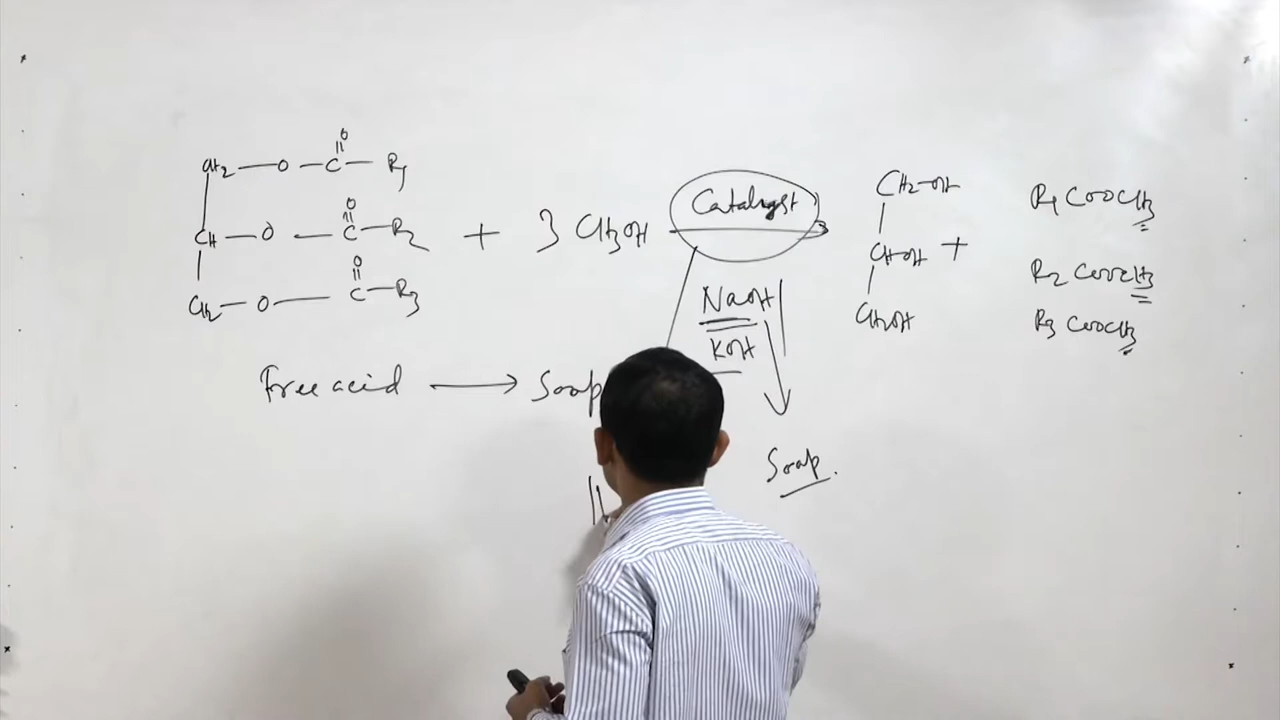 CH2 — O — C — R1
O
||
CH — O — C — R2
O
||
CH2 — O — C — R3
O
||
+ 3 CH3OH
Catalyst
NaOH
KOH
Soap.
CH2-OH
CH-OH +
CH2OH
R1 COOCH3
R2 COOCH3
R3 COOCH3
Free acid → Soap